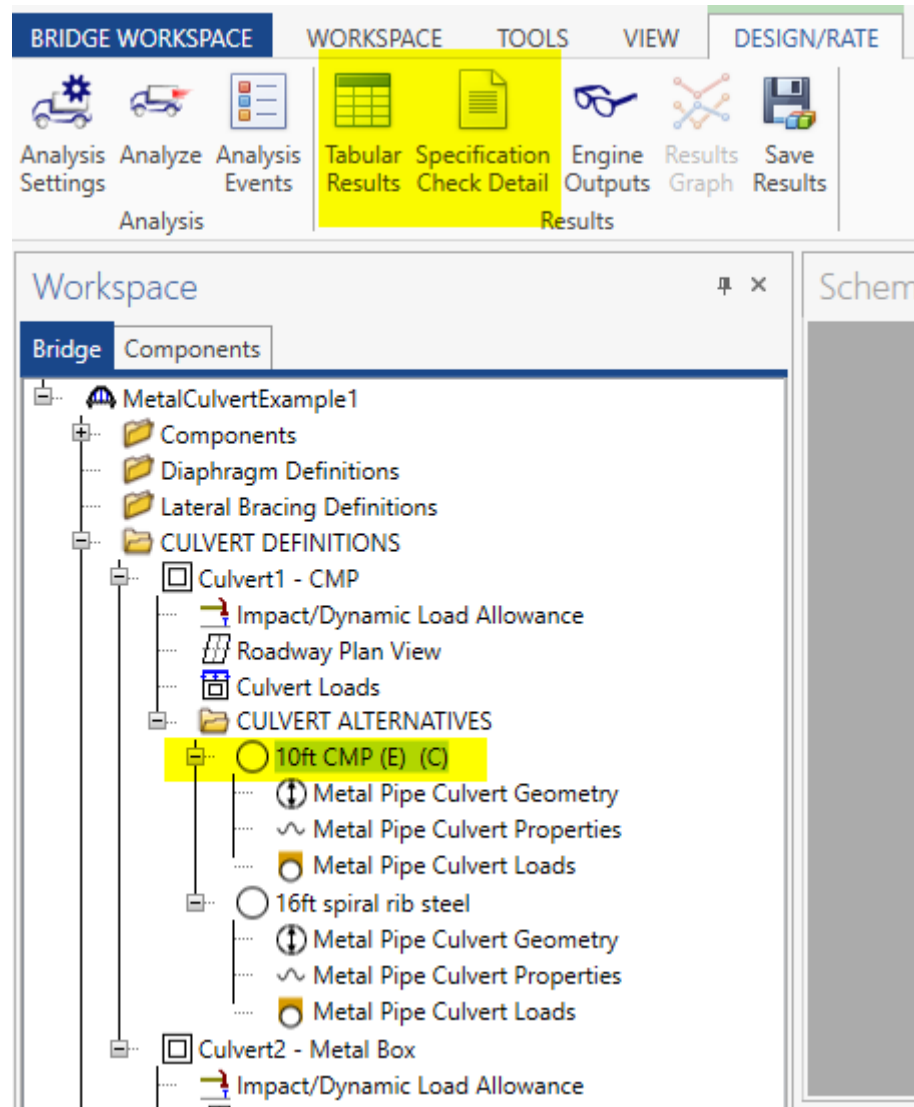 BRIDGE WORKSPACE WORKSPACE TOOLS VIEW DESIGN/RATE
Analysis Settings
Analyze
Analysis Events
Tabular Results
Specification Check Detail
Engine Outputs
Results Graph
Save Results
Analysis Results
Workspace
Bridge Components
MetalCulvertExample1
Components
Diaphragm Definitions
Lateral Bracing Definitions
CULVERT DEFINITIONS
Culvert1 - CMP
Impact/Dynamic Load Allowance
Roadway Plan View
Culvert Loads
CULVERT ALTERNATIVES
10ft CMP (E) (C)
Metal Pipe Culvert Geometry
Metal Pipe Culvert Properties
Metal Pipe Culvert Loads
16ft spiral rib steel
Metal Pipe Culvert Geometry
Metal Pipe Culvert Properties
Metal Pipe Culvert Loads
Culvert2 - Metal Box
Impact/Dynamic Load Allowance
Schem